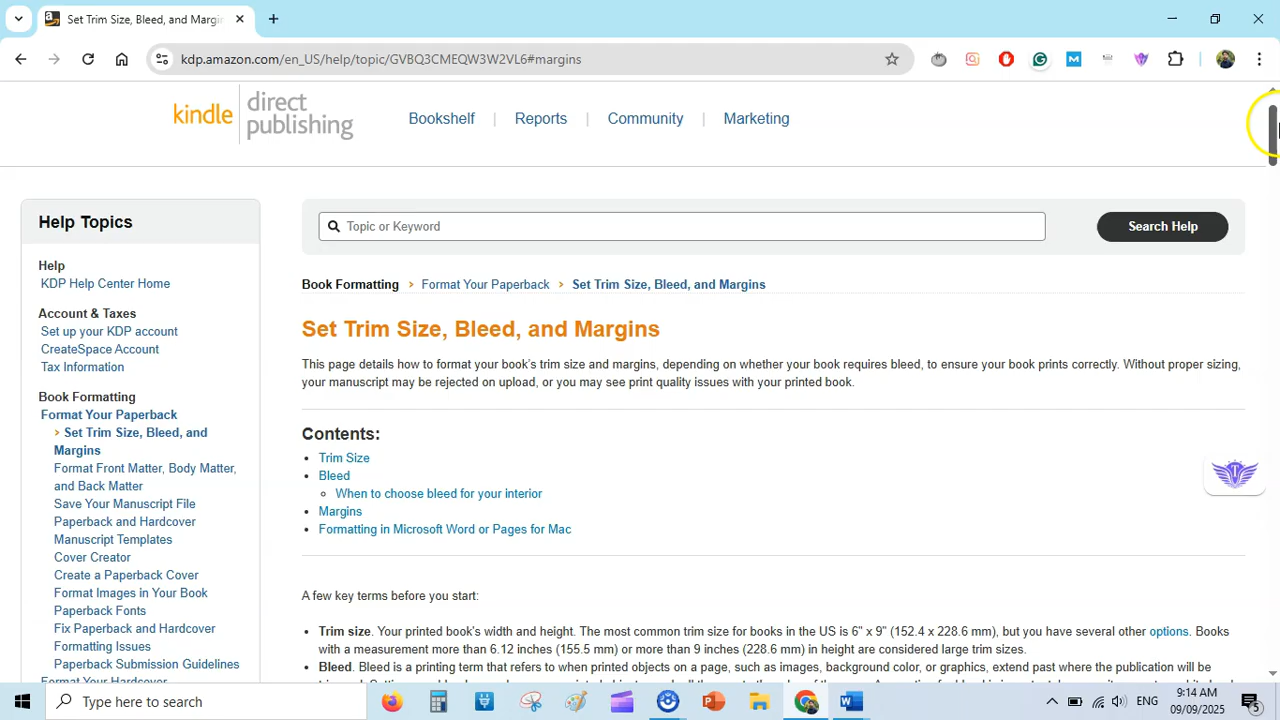 Set Trim Size, Bleed, and Margin
kdp.amazon.com/en_US/help/topic/GVBQ3CMEQW3W2VL6#margins
kindle direct publishing
Bookshelf | Reports | Community | Marketing
Help Topics
Help
KDP Help Center Home
Account & Taxes
Set up your KDP account
CreateSpace Account
Tax Information
Book Formatting
Format Your Paperback
Set Trim Size, Bleed, and
Margins
Format Front Matter, Body Matter,
and Back Matter
Save Your Manuscript File
Paperback and Hardcover
Manuscript Templates
Cover Creator
Create a Paperback Cover
Format Images in Your Book
Paperback Fonts
Fix Paperback and Hardcover
Formatting Issues
Paperback Submission Guidelines
Format Your Hardcover
Topic or Keyword
Search Help
Book Formatting > Format Your Paperback > Set Trim Size, Bleed, and Margins
Set Trim Size, Bleed, and Margins
This page details how to format your book's trim size and margins, depending on whether your book requires bleed, to ensure your book prints correctly. Without proper sizing,
your manuscript may be rejected on upload, or you may see print quality issues with your printed book.
Contents:
Trim Size
Bleed
When to choose bleed for your interior
Margins
Formatting in Microsoft Word or Pages for Mac
A few key terms before you start:
Trim size. Your printed book's width and height. The most common trim size for books in the US is 6" x 9" (152.4 x 228.6 mm), but you have several other options. Books
with a measurement more than 6.12 inches (155.5 mm) or more than 9 inches (228.6 mm) in height are considered large trim sizes.
Bleed. Bleed is a printing term that refers to when printed objects on a page, such as images, background color, or graphics, extend past where the publication will be
Type here to search
ENG
9:14 AM
09/09/2025
5